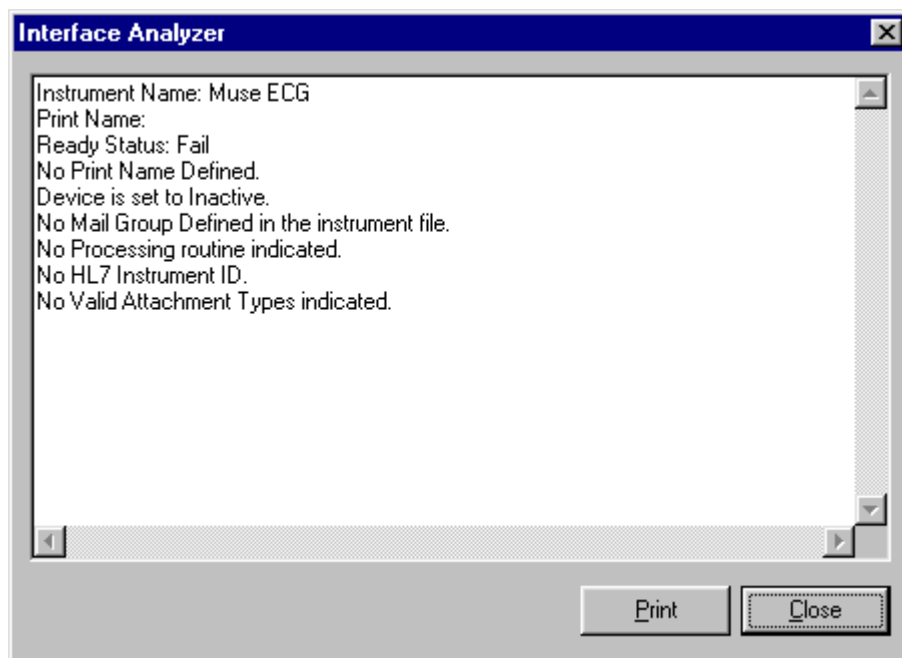 Interface Analyzer
Instrument Name: Muse ECG
Print Name:
Ready Status: Fail
No Print Name Defined.
Device is set to Inactive.
No Mail Group Defined in the instrument file.
No Processing routine indicated.
No HL7 Instrument ID.
No Valid Attachment Types indicated.
Print
Close